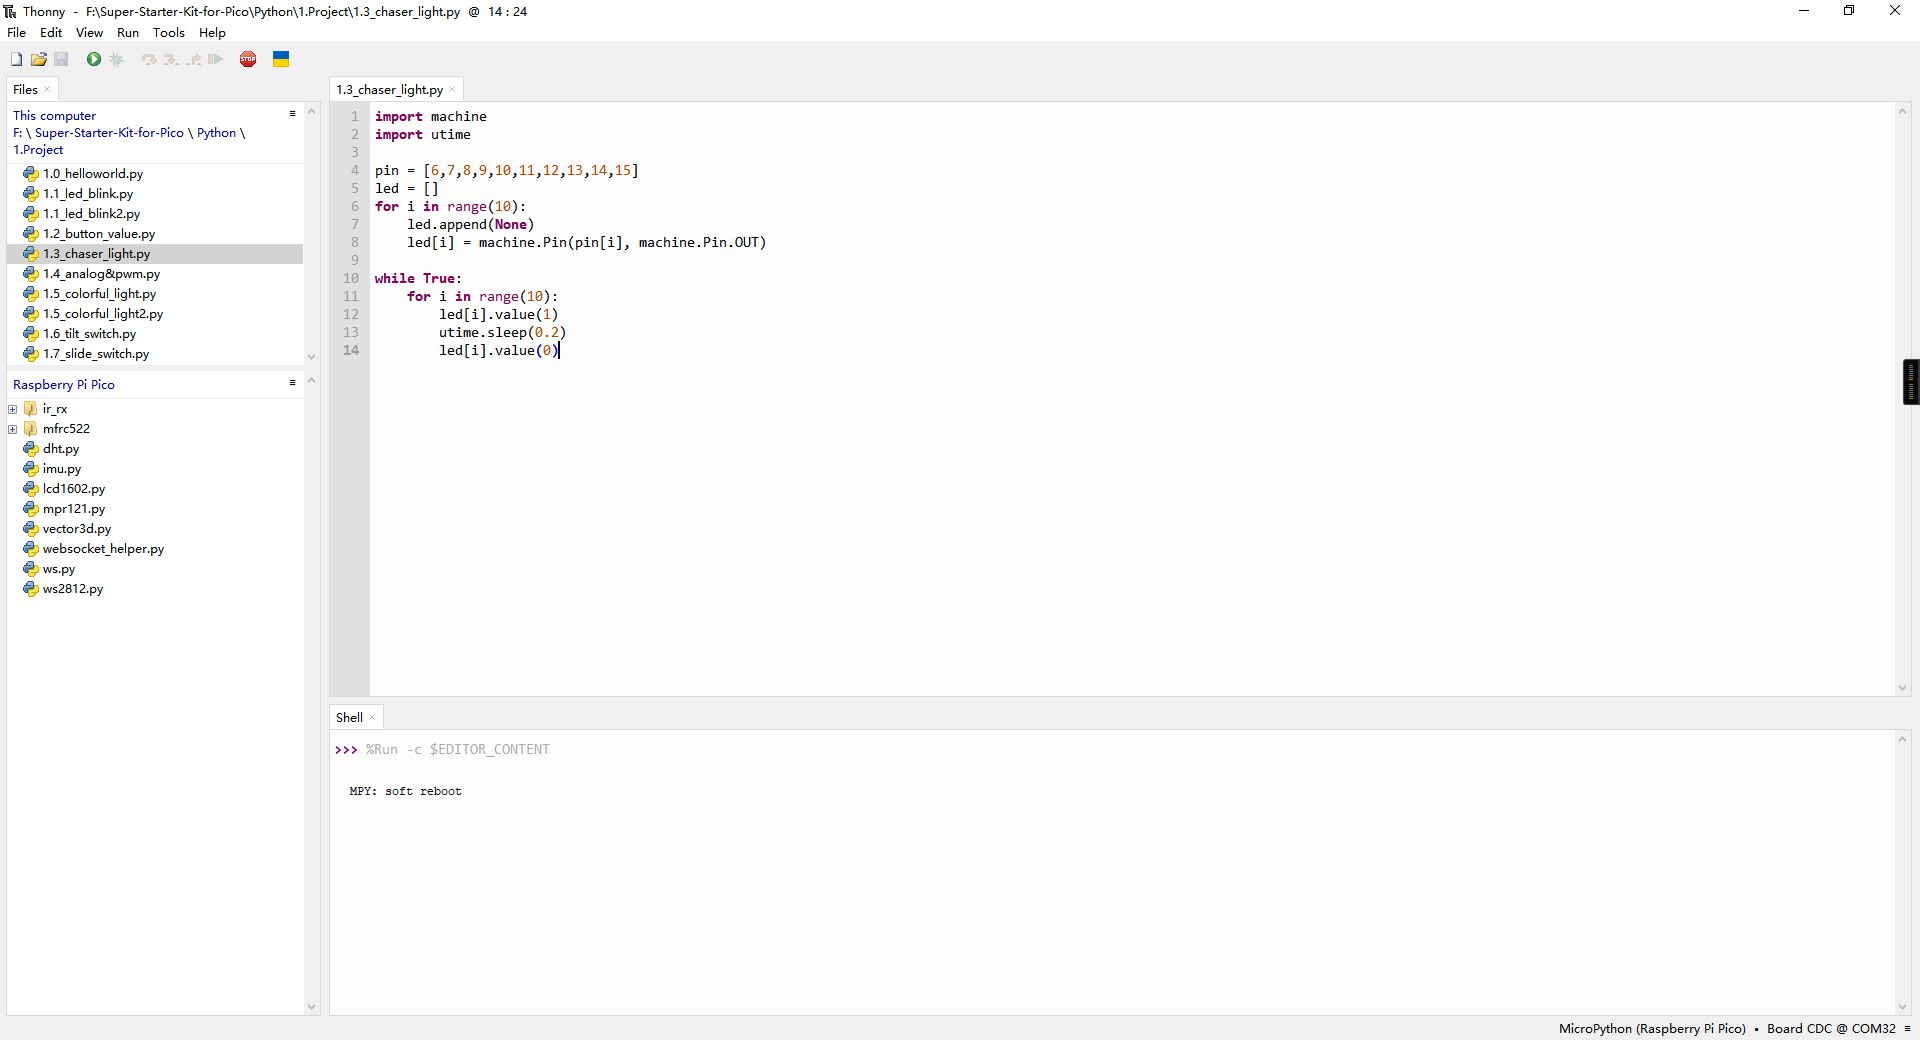 Thonny - F:\Super-Starter-Kit-for-Pico\Python\1.Project\1.3_chaser_light.py @ 14 : 24
File Edit View Run Tools Help
STOP
Files
This computer
F: \ Super-Starter-Kit-for-Pico \ Python \
1.Project
1.0_helloworld.py
1.1_led_blink.py
1.1_led_blink2.py
1.2_button_value.py
1.3_chaser_light.py
1.4_analog&pwm.py
1.5_colorful_light.py
1.5_colorful_light2.py
1.6_tilt_switch.py
1.7_slide_switch.py
Raspberry Pi Pico
ir_rx
mfrc522
dht.py
imu.py
lcd1602.py
mpr121.py
vector3d.py
websocket_helper.py
ws.py
ws2812.py
1.3_chaser_light.py
1 import machine
2 import utime
3
4 pin = [6,7,8,9,10,11,12,13,14,15]
5 led = []
6 for i in range(10):
7     led.append(None)
8     led[i] = machine.Pin(pin[i], machine.Pin.OUT)
9
10 while True:
11     for i in range(10):
12         led[i].value(1)
13         utime.sleep(0.2)
14         led[i].value(0)
Shell
>>> %Run -c $EDITOR_CONTENT
MPY: soft reboot
MicroPython (Raspberry Pi Pico) • Board CDC @ COM32 ≡